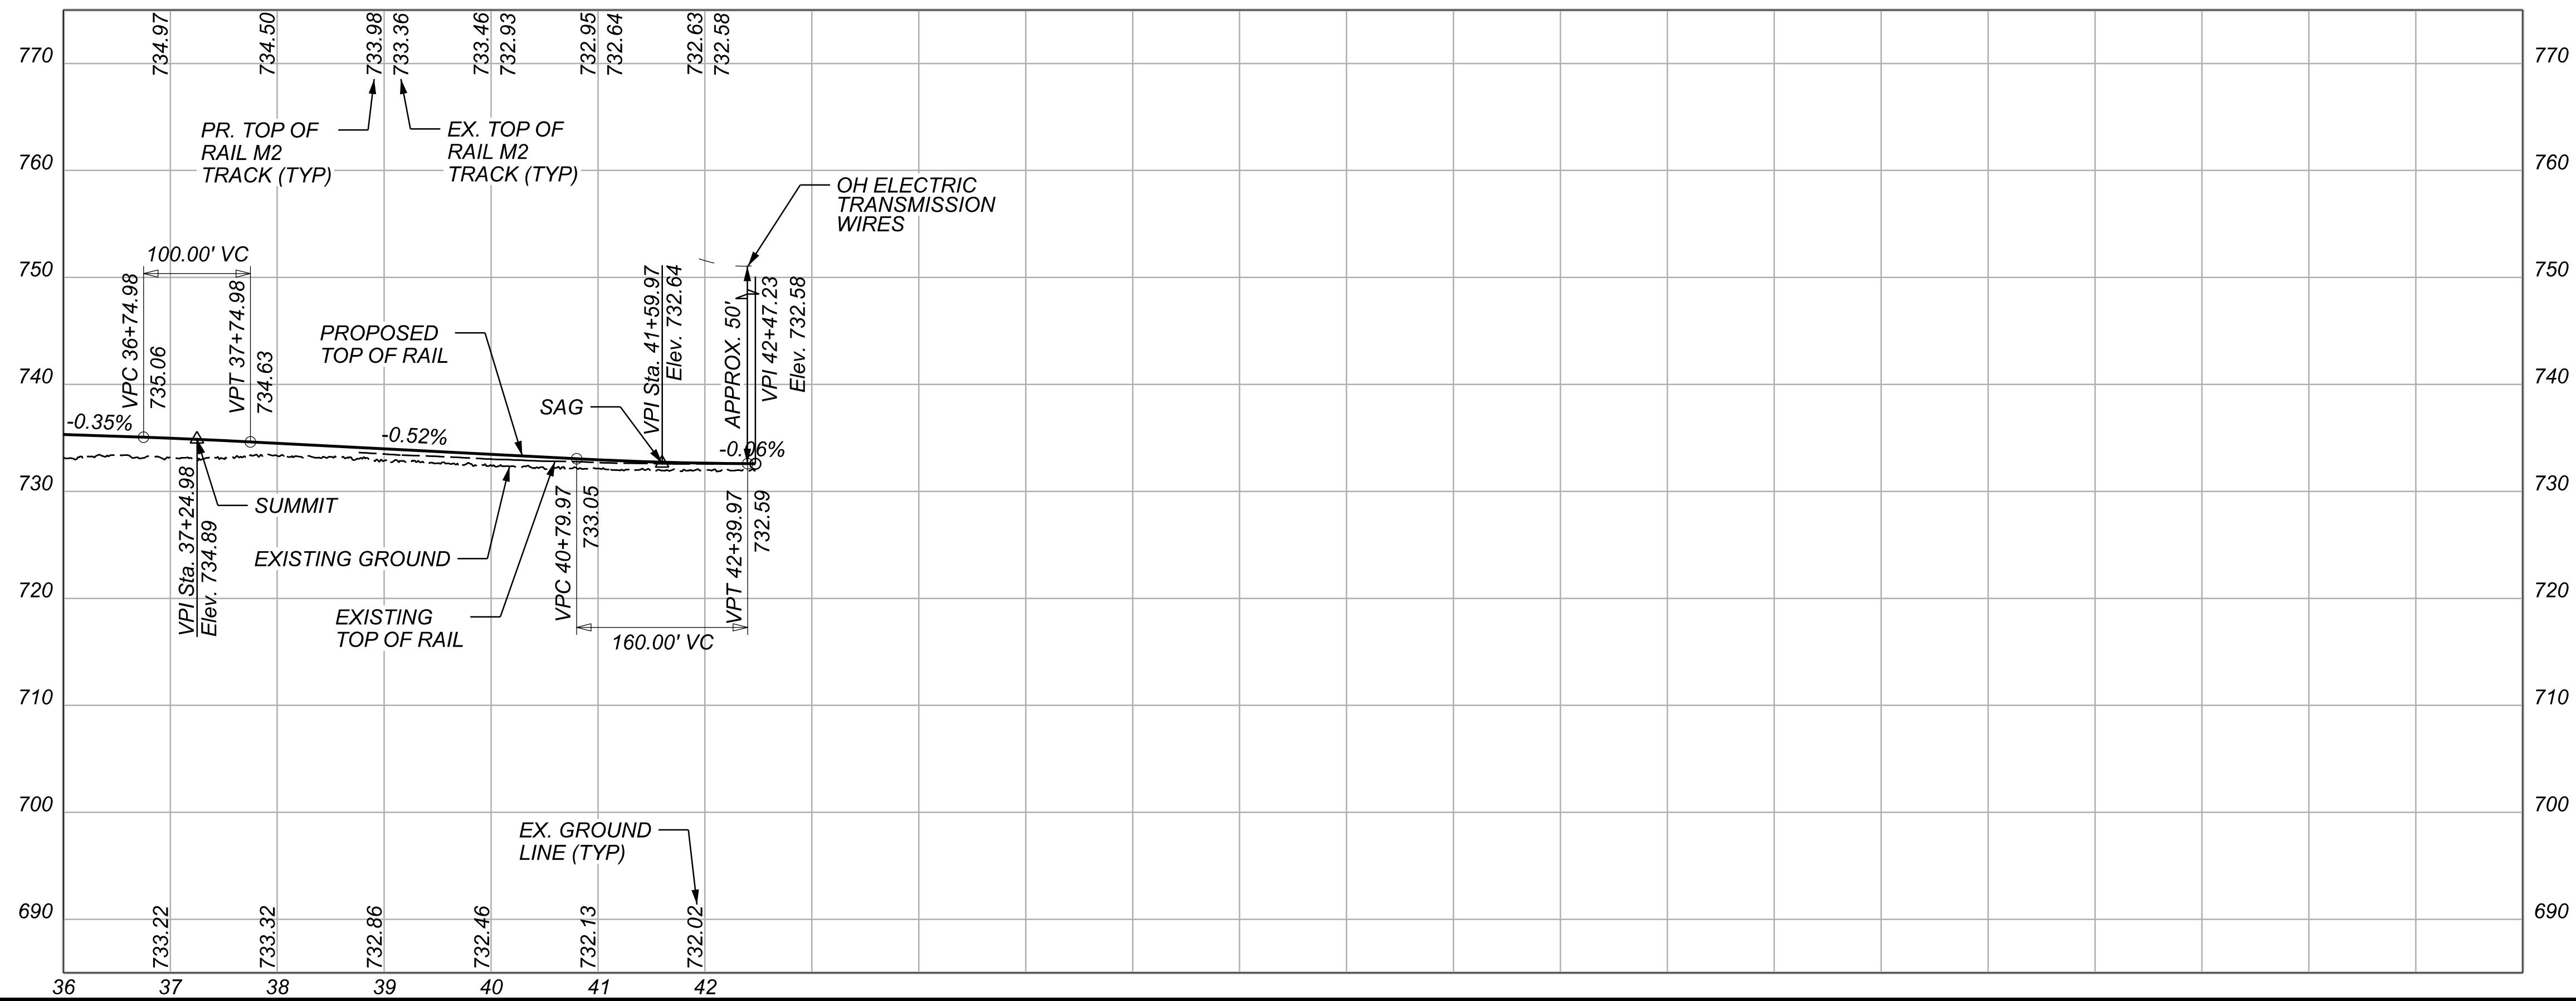 734.97
734.50
733.98
733.36
733.46
732.93
732.95
732.64
732.63
732.58
770
770
PR. TOP OF
RAIL M2
TRACK (TYP)
EX. TOP OF
RAIL M2
TRACK (TYP)
760
760
OH ELECTRIC
TRANSMISSION
WIRES
100.00' VC
750
750
VPC 36+74.98
735.06
VPT 37+74.98
734.63
PROPOSED
TOP OF RAIL
VPI Sta. 41+59.97
Elev. 732.64
APPROX. 50'
VPI 42+47.23
Elev. 732.58
740
740
SAG
-0.35%
-0.52%
-0.06%
730
730
VPI Sta. 37+24.98
Elev. 734.89
SUMMIT
EXISTING GROUND
VPC 40+79.97
733.05
VPT 42+39.97
732.59
720
720
EXISTING
TOP OF RAIL
160.00' VC
710
710
700
700
EX. GROUND
LINE (TYP)
690
690
733.22
733.32
732.86
732.46
732.13
732.02
36
37
38
39
40
41
42